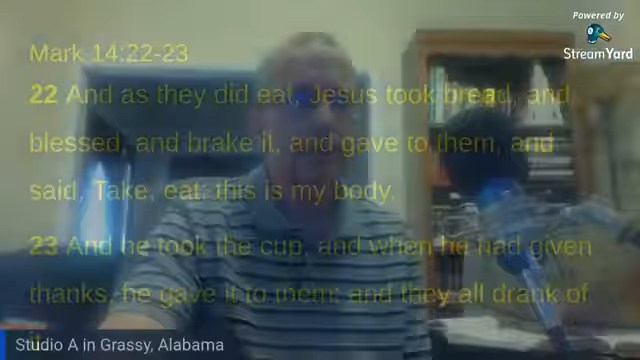 Powered by
StreamYard
Mark 14:22-23
22 And as they did eat, Jesus took bread, and
blessed, and brake it, and gave to them, and
said, Take, eat: this is my body.
23 And he took the cup, and when he had given
thanks, he gave it to them: and they all drank of
Studio A in Grassy, Alabama